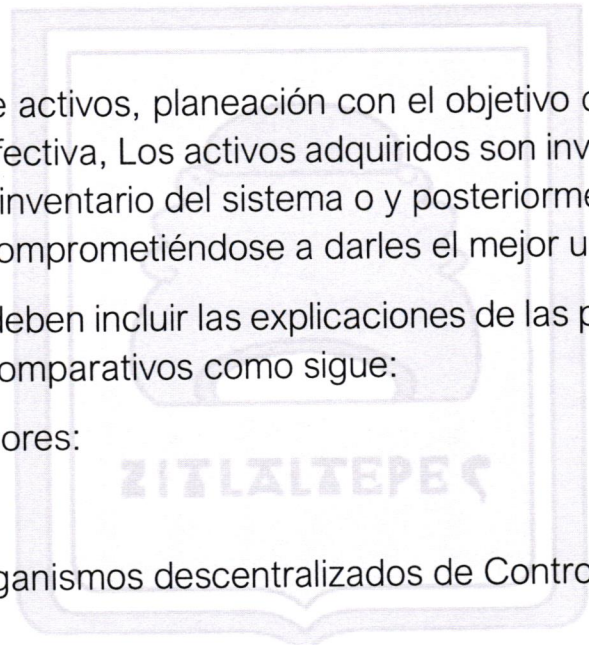 e activos, planeación con el objetivo
fectiva, Los activos adquiridos son inv
inventario del sistema o y posteriorme
omprometiéndose a darles el mejor u
deben incluir las explicaciones de las p
omparativos como sigue:
ores:
ZITLALTEPEC
ganismos descentralizados de Contro